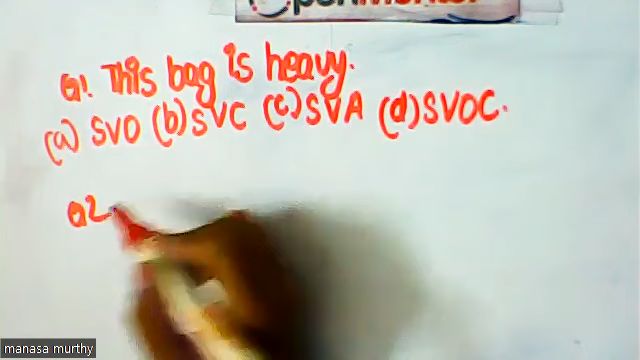 Q1. This bag is heavy.
(a) SVO (b) SVC (c) SVA (d) SVOC.
Q2
manasa murthy